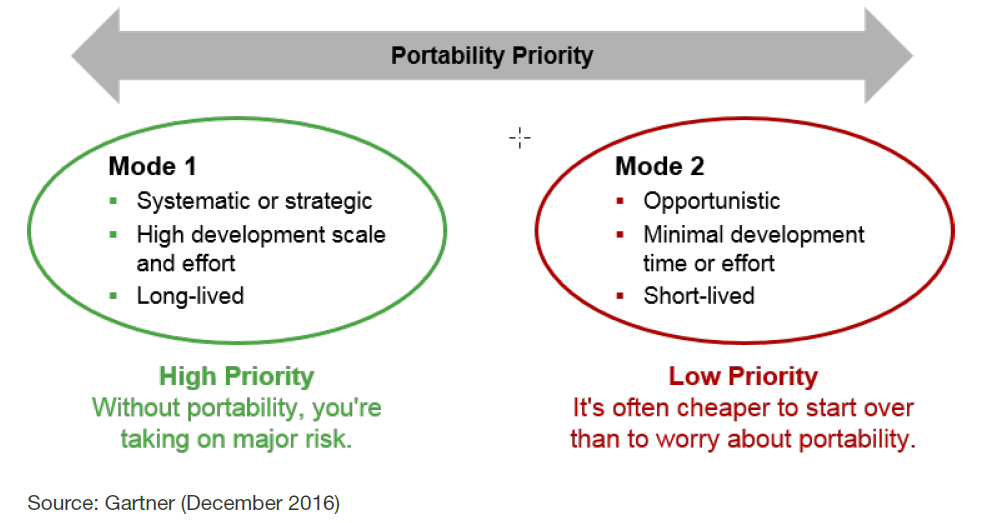 Portability Priority
Mode 1
▪ Systematic or strategic
▪ High development scale
and effort
▪ Long-lived
High Priority
Without portability, you're
taking on major risk.
Mode 2
▪ Opportunistic
▪ Minimal development
time or effort
▪ Short-lived
Low Priority
It's often cheaper to start over
than to worry about portability.
Source: Gartner (December 2016)